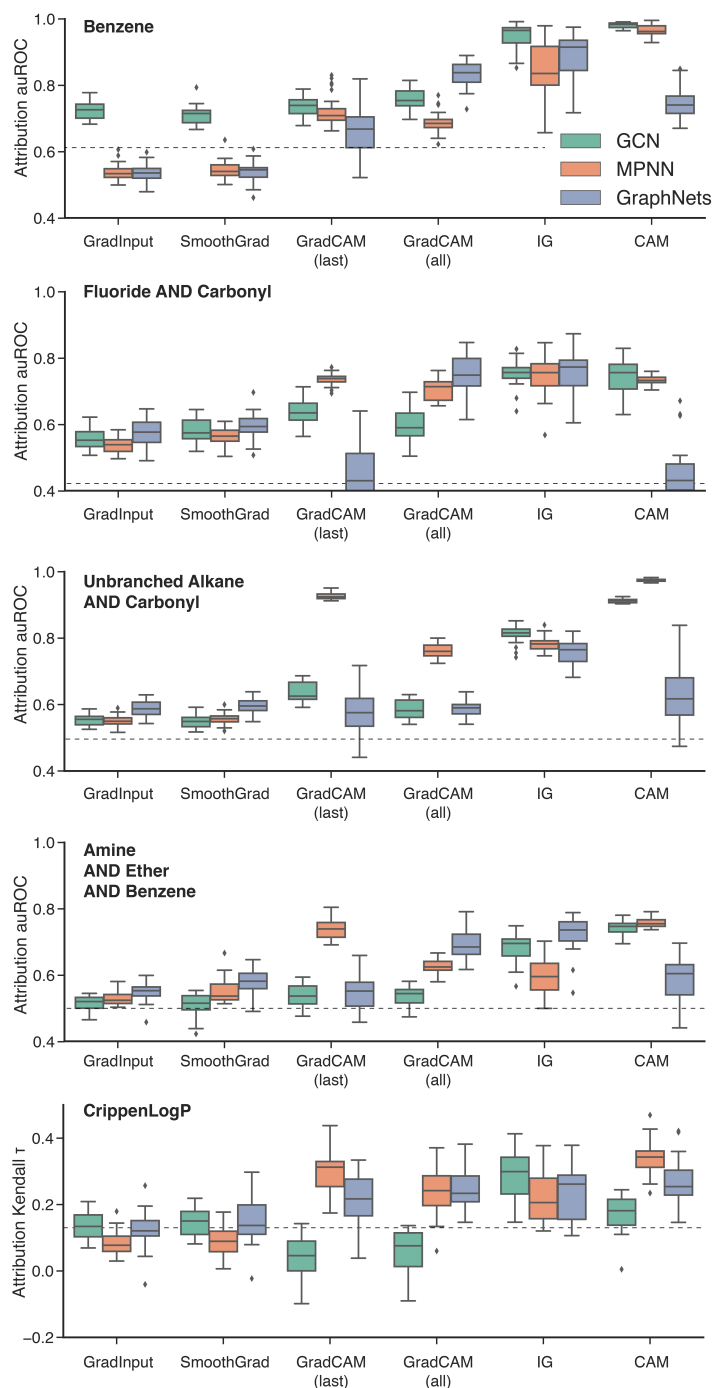 Benzene
Attribution auROC
1.0
0.8
0.6
0.4
GCN
MPNN
GraphNets
GradInput
SmoothGrad
GradCAM
(last)
GradCAM
(all)
IG
CAM
Fluoride AND Carbonyl
Attribution auROC
1.0
0.8
0.6
0.4
GradInput
SmoothGrad
GradCAM
(last)
GradCAM
(all)
IG
CAM
Unbranched Alkane
AND Carbonyl
Attribution auROC
1.0
0.8
0.6
0.4
GradInput
SmoothGrad
GradCAM
(last)
GradCAM
(all)
IG
CAM
Amine
AND Ether
AND Benzene
Attribution auROC
1.0
0.8
0.6
0.4
GradInput
SmoothGrad
GradCAM
(last)
GradCAM
(all)
IG
CAM
CrippenLogP
Attribution Kendall τ
0.4
0.2
0.0
−0.2
GradInput
SmoothGrad
GradCAM
(last)
GradCAM
(all)
IG
CAM